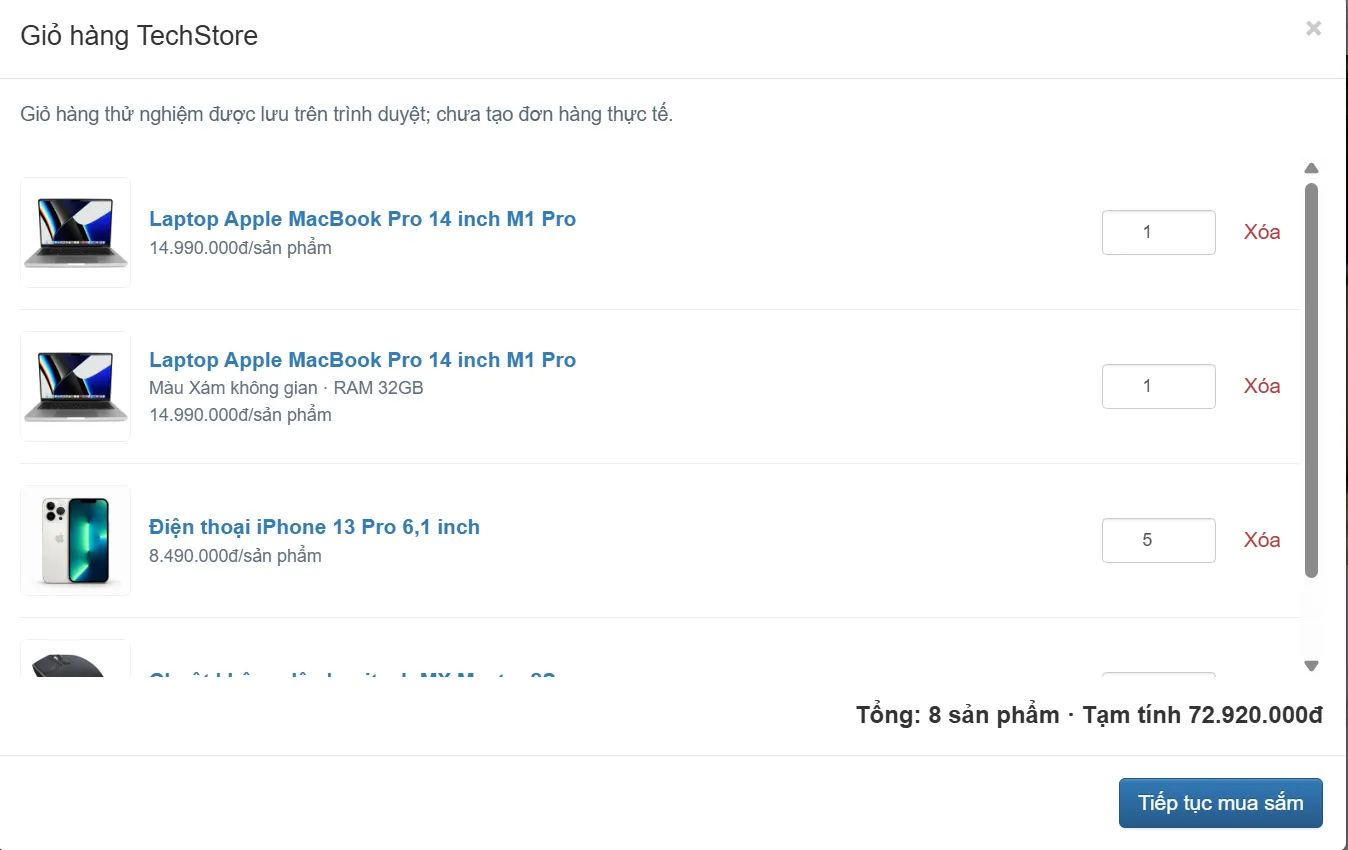 Giỏ hàng TechStore
×
Giỏ hàng thử nghiệm được lưu trên trình duyệt; chưa tạo đơn hàng thực tế.
Laptop Apple MacBook Pro 14 inch M1 Pro
14.990.000đ/sản phẩm
1
Xóa
Laptop Apple MacBook Pro 14 inch M1 Pro
Màu Xám không gian · RAM 32GB
14.990.000đ/sản phẩm
1
Xóa
Điện thoại iPhone 13 Pro 6,1 inch
8.490.000đ/sản phẩm
5
Xóa
Tổng: 8 sản phẩm · Tạm tính 72.920.000đ
Tiếp tục mua sắm